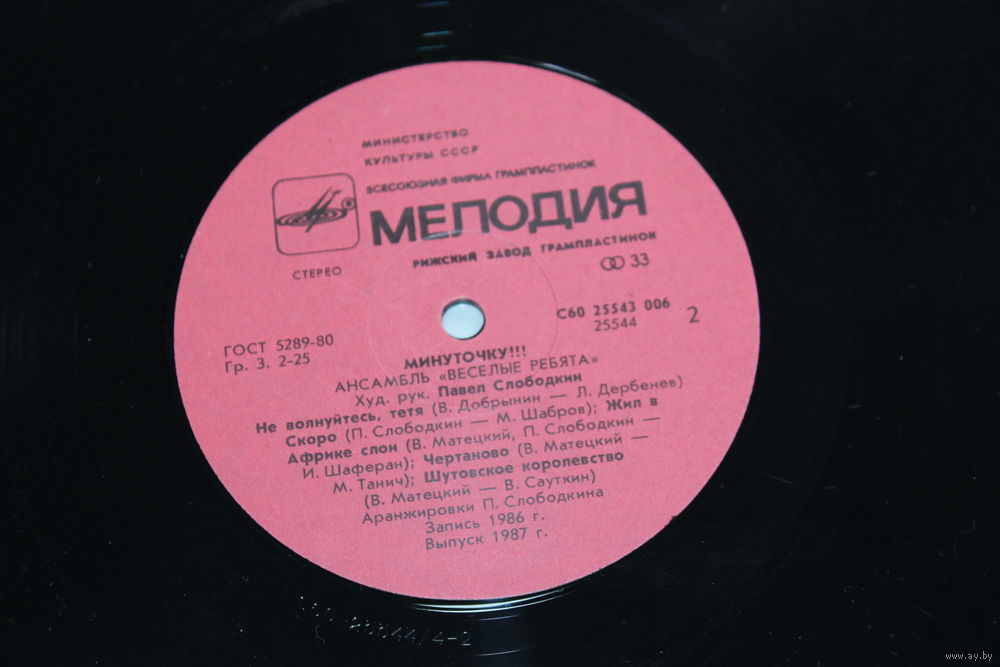 МИНИСТЕРСТВО
КУЛЬТУРЫ СССР
ВСЕСОЮЗНАЯ ФИРМА ГРАМПЛАСТИНОК
МЕЛОДИЯ
®
РИЖСКИЙ ЗАВОД ГРАМПЛАСТИНОК
СТЕРЕО
33
С60 25543 006
25544
2
ГОСТ 5289-80
Гр. 3. 2-25
МИНУТОЧКУ!!!
АНСАМБЛЬ «ВЕСЕЛЫЕ РЕБЯТА»
Худ. рук. Павел Слободкин
Не волнуйтесь, тетя (В. Добрынин — Л. Дербенев)
Скоро (П. Слободкин — М. Шабров); Жил в
Африке слон (В. Матецкий, П. Слободкин —
И. Шаферан); Чертаново (В. Матецкий —
М. Танич); Шутовское королевство
(В. Матецкий — В. Сауткин)
Аранжировки П. Слободкина
Запись 1986 г.
Выпуск 1987 г.
www.ay.by